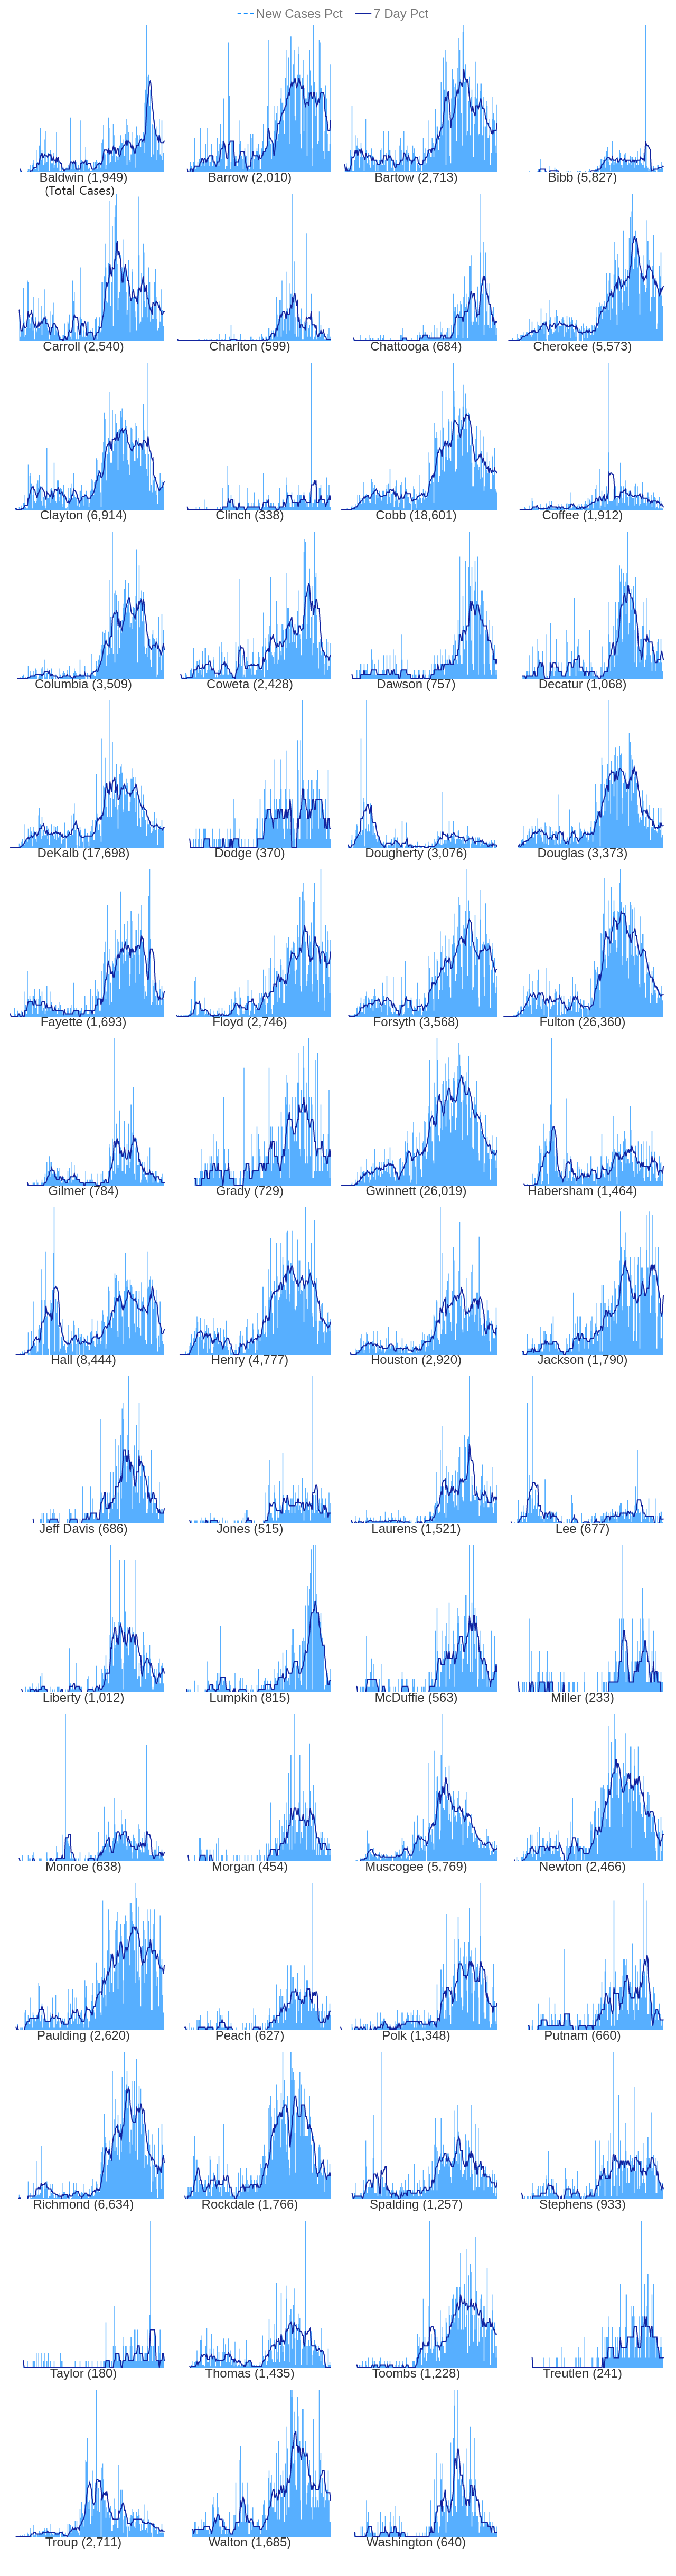 New Cases Pct 7 Day Pct
Baldwin (1,949) Barrow (2,010) Bartow (2,713) Bibb (5,827)
(Total Cases)
Carroll (2,540) Charlton (599) Chattooga (684) Cherokee (5,573)
Clayton (6,914) Clinch (338) Cobb (18,601) Coffee (1,912)
Columbia (3,509) Coweta (2,428) Dawson (757) Decatur (1,068)
DeKalb (17,698) Dodge (370) Dougherty (3,076) Douglas (3,373)
Fayette (1,693) Floyd (2,746) Forsyth (3,568) Fulton (26,360)
Gilmer (784) Grady (729) Gwinnett (26,019) Habersham (1,464)
Hall (8,444) Henry (4,777) Houston (2,920) Jackson (1,790)
Jeff Davis (686) Jones (515) Laurens (1,521) Lee (677)
Liberty (1,012) Lumpkin (815) McDuffie (563) Miller (233)
Monroe (638) Morgan (454) Muscogee (5,769) Newton (2,466)
Paulding (2,620) Peach (627) Polk (1,348) Putnam (660)
Richmond (6,634) Rockdale (1,766) Spalding (1,257) Stephens (933)
Taylor (180) Thomas (1,435) Toombs (1,228) Treutlen (241)
Troup (2,711) Walton (1,685) Washington (640)